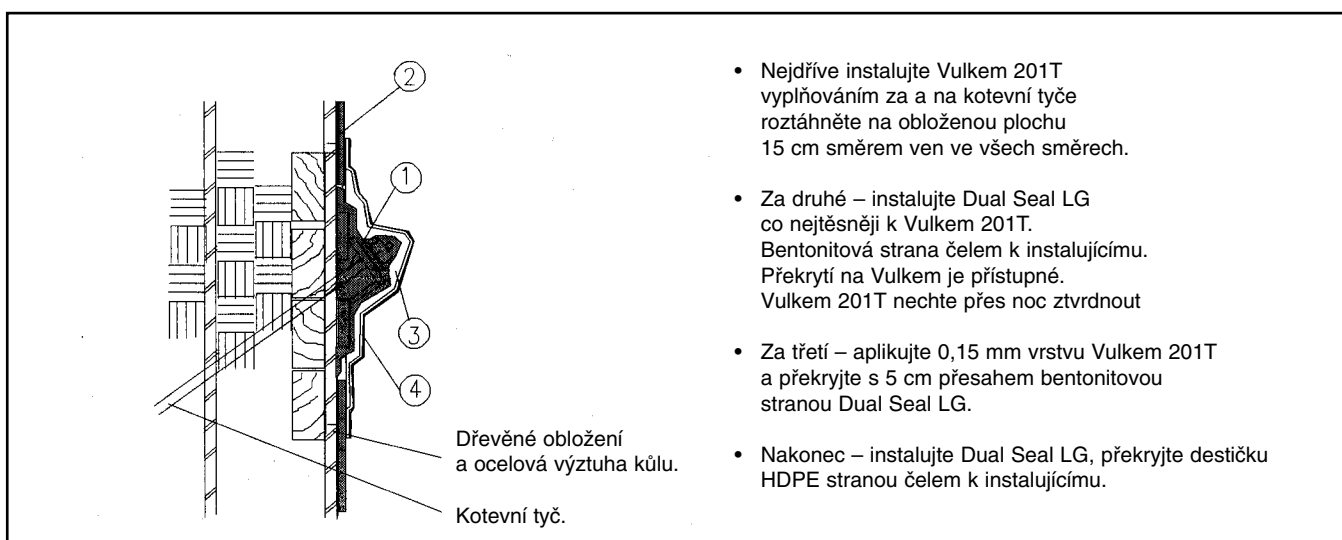 2
1
3
4
Dřevěné obložení
a ocelová výztuha kůlu.
Kotevní tyč.
• Nejdříve instalujte Vulkem 201T
vyplňováním za a na kotevní tyče
roztáhněte na obloženou plochu
15 cm směrem ven ve všech směrech.
• Za druhé – instalujte Dual Seal LG
co nejtěsněji k Vulkem 201T.
Bentonitová strana čelem k instalujícímu.
Překrytí na Vulkem je přístupné.
Vulkem 201T nechte přes noc ztvrdnout
• Za třetí – aplikujte 0,15 mm vrstvu Vulkem 201T
a překryjte s 5 cm přesahem bentonitovou
stranou Dual Seal LG.
• Nakonec – instalujte Dual Seal LG, překryjte destičku
HDPE stranou čelem k instalujícímu.